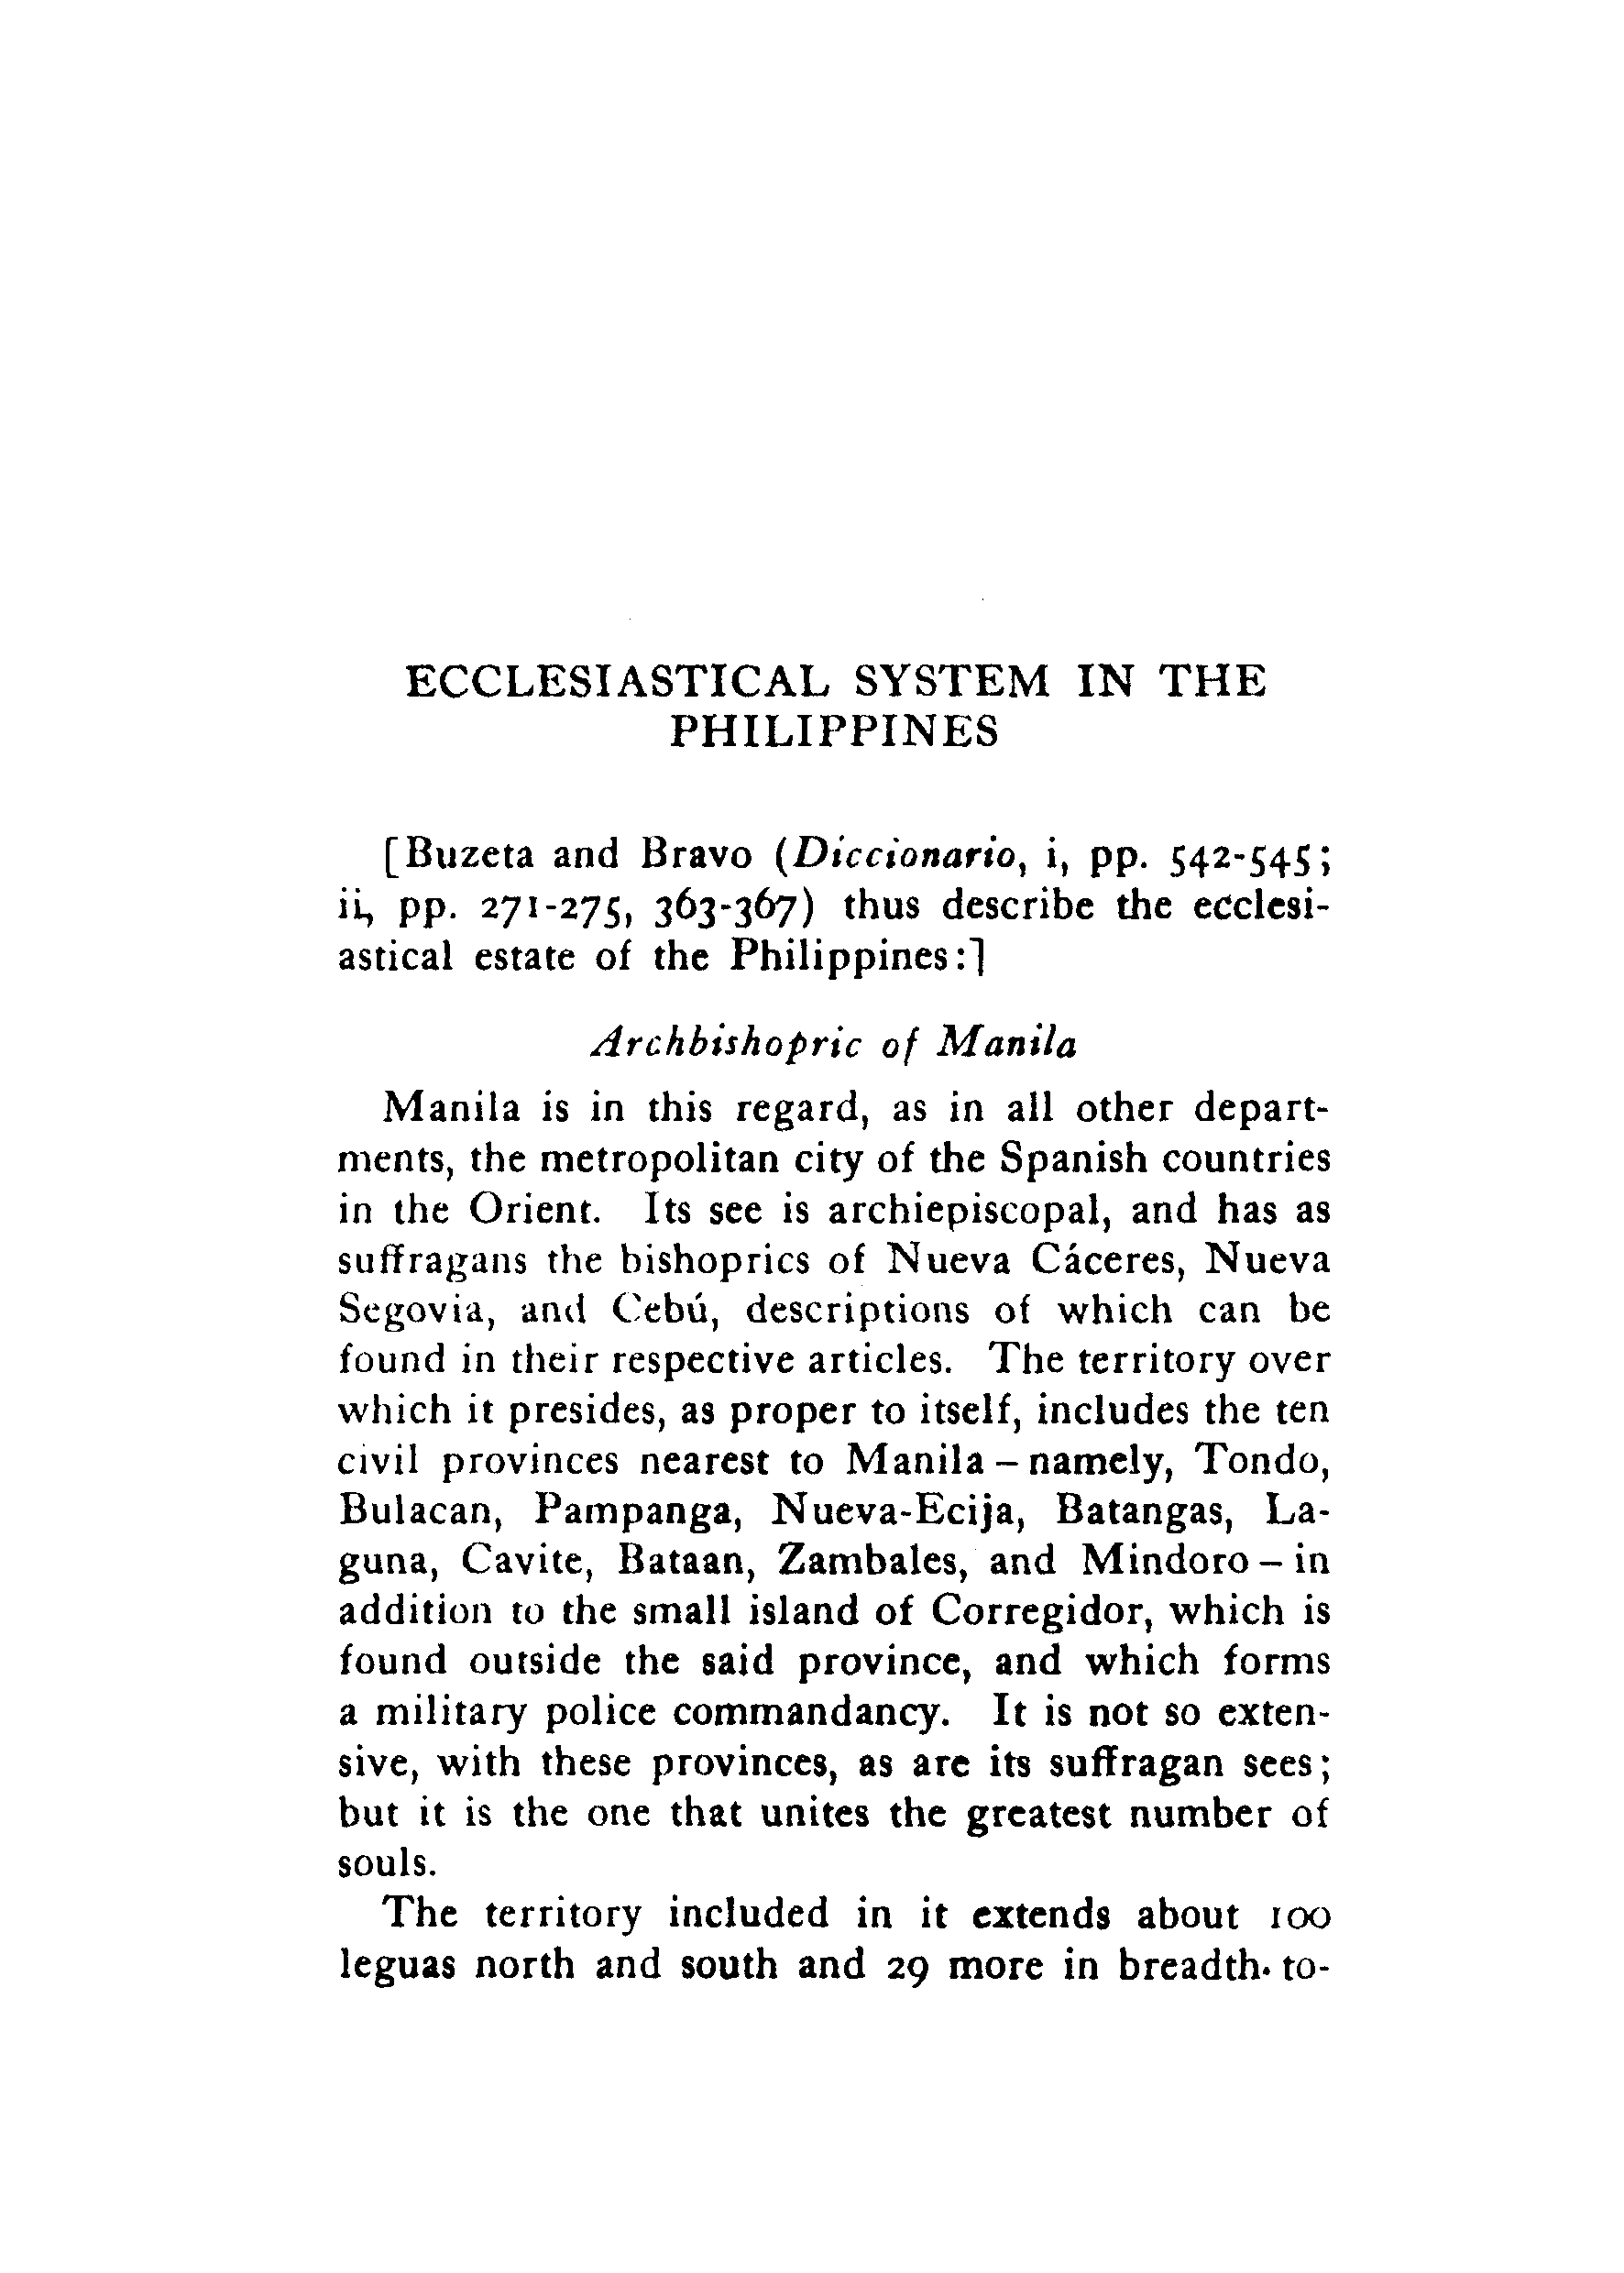 ECCLESIASTICAL SYSTEM IN THE
PHILIPPINES
[Buzeta and Bravo (Diccionario, i, pp. 542-545;
ii, pp. 271-275, 363-367) thus describe the ecclesi-
astical estate of the Philippines:]
Archbishopric of Manila
Manila is in this regard, as in all other depart-
ments, the metropolitan city of the Spanish countries
in the Orient. Its see is archiepiscopal, and has as
suffragans the bishoprics of Nueva Cáceres, Nueva
Segovia, and Cebú, descriptions of which can be
found in their respective articles. The territory over
which it presides, as proper to itself, includes the ten
civil provinces nearest to Manila – namely, Tondo,
Bulacan, Pampanga, Nueva-Ecija, Batangas, La-
guna, Cavite, Bataan, Zambales, and Mindoro – in
addition to the small island of Corregidor, which is
found outside the said province, and which forms
a military police commandancy. It is not so exten-
sive, with these provinces, as are its suffragan sees;
but it is the one that unites the greatest number of
souls.
The territory included in it extends about 100
leguas north and south and 29 more in breadth to-